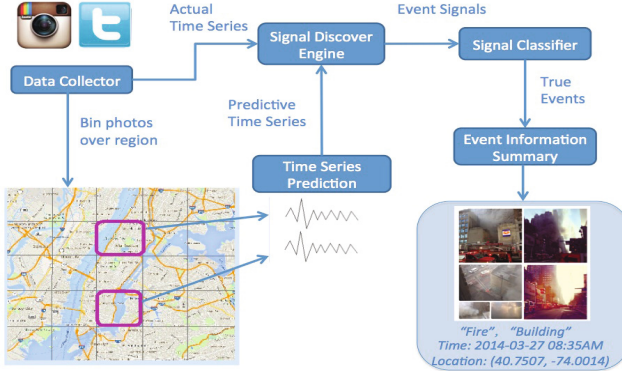 Actual
Time Series
Event Signals
Signal Discover
Engine
Signal Classifier
Data Collector
Bin photos
over region
Predictive
Time Series
True
Events
Event Information
Summary
Time Series
Prediction
"Fire", "Building"
Time: 2014-03-27 08:35AM
Location: (40.7507, -74.0014)